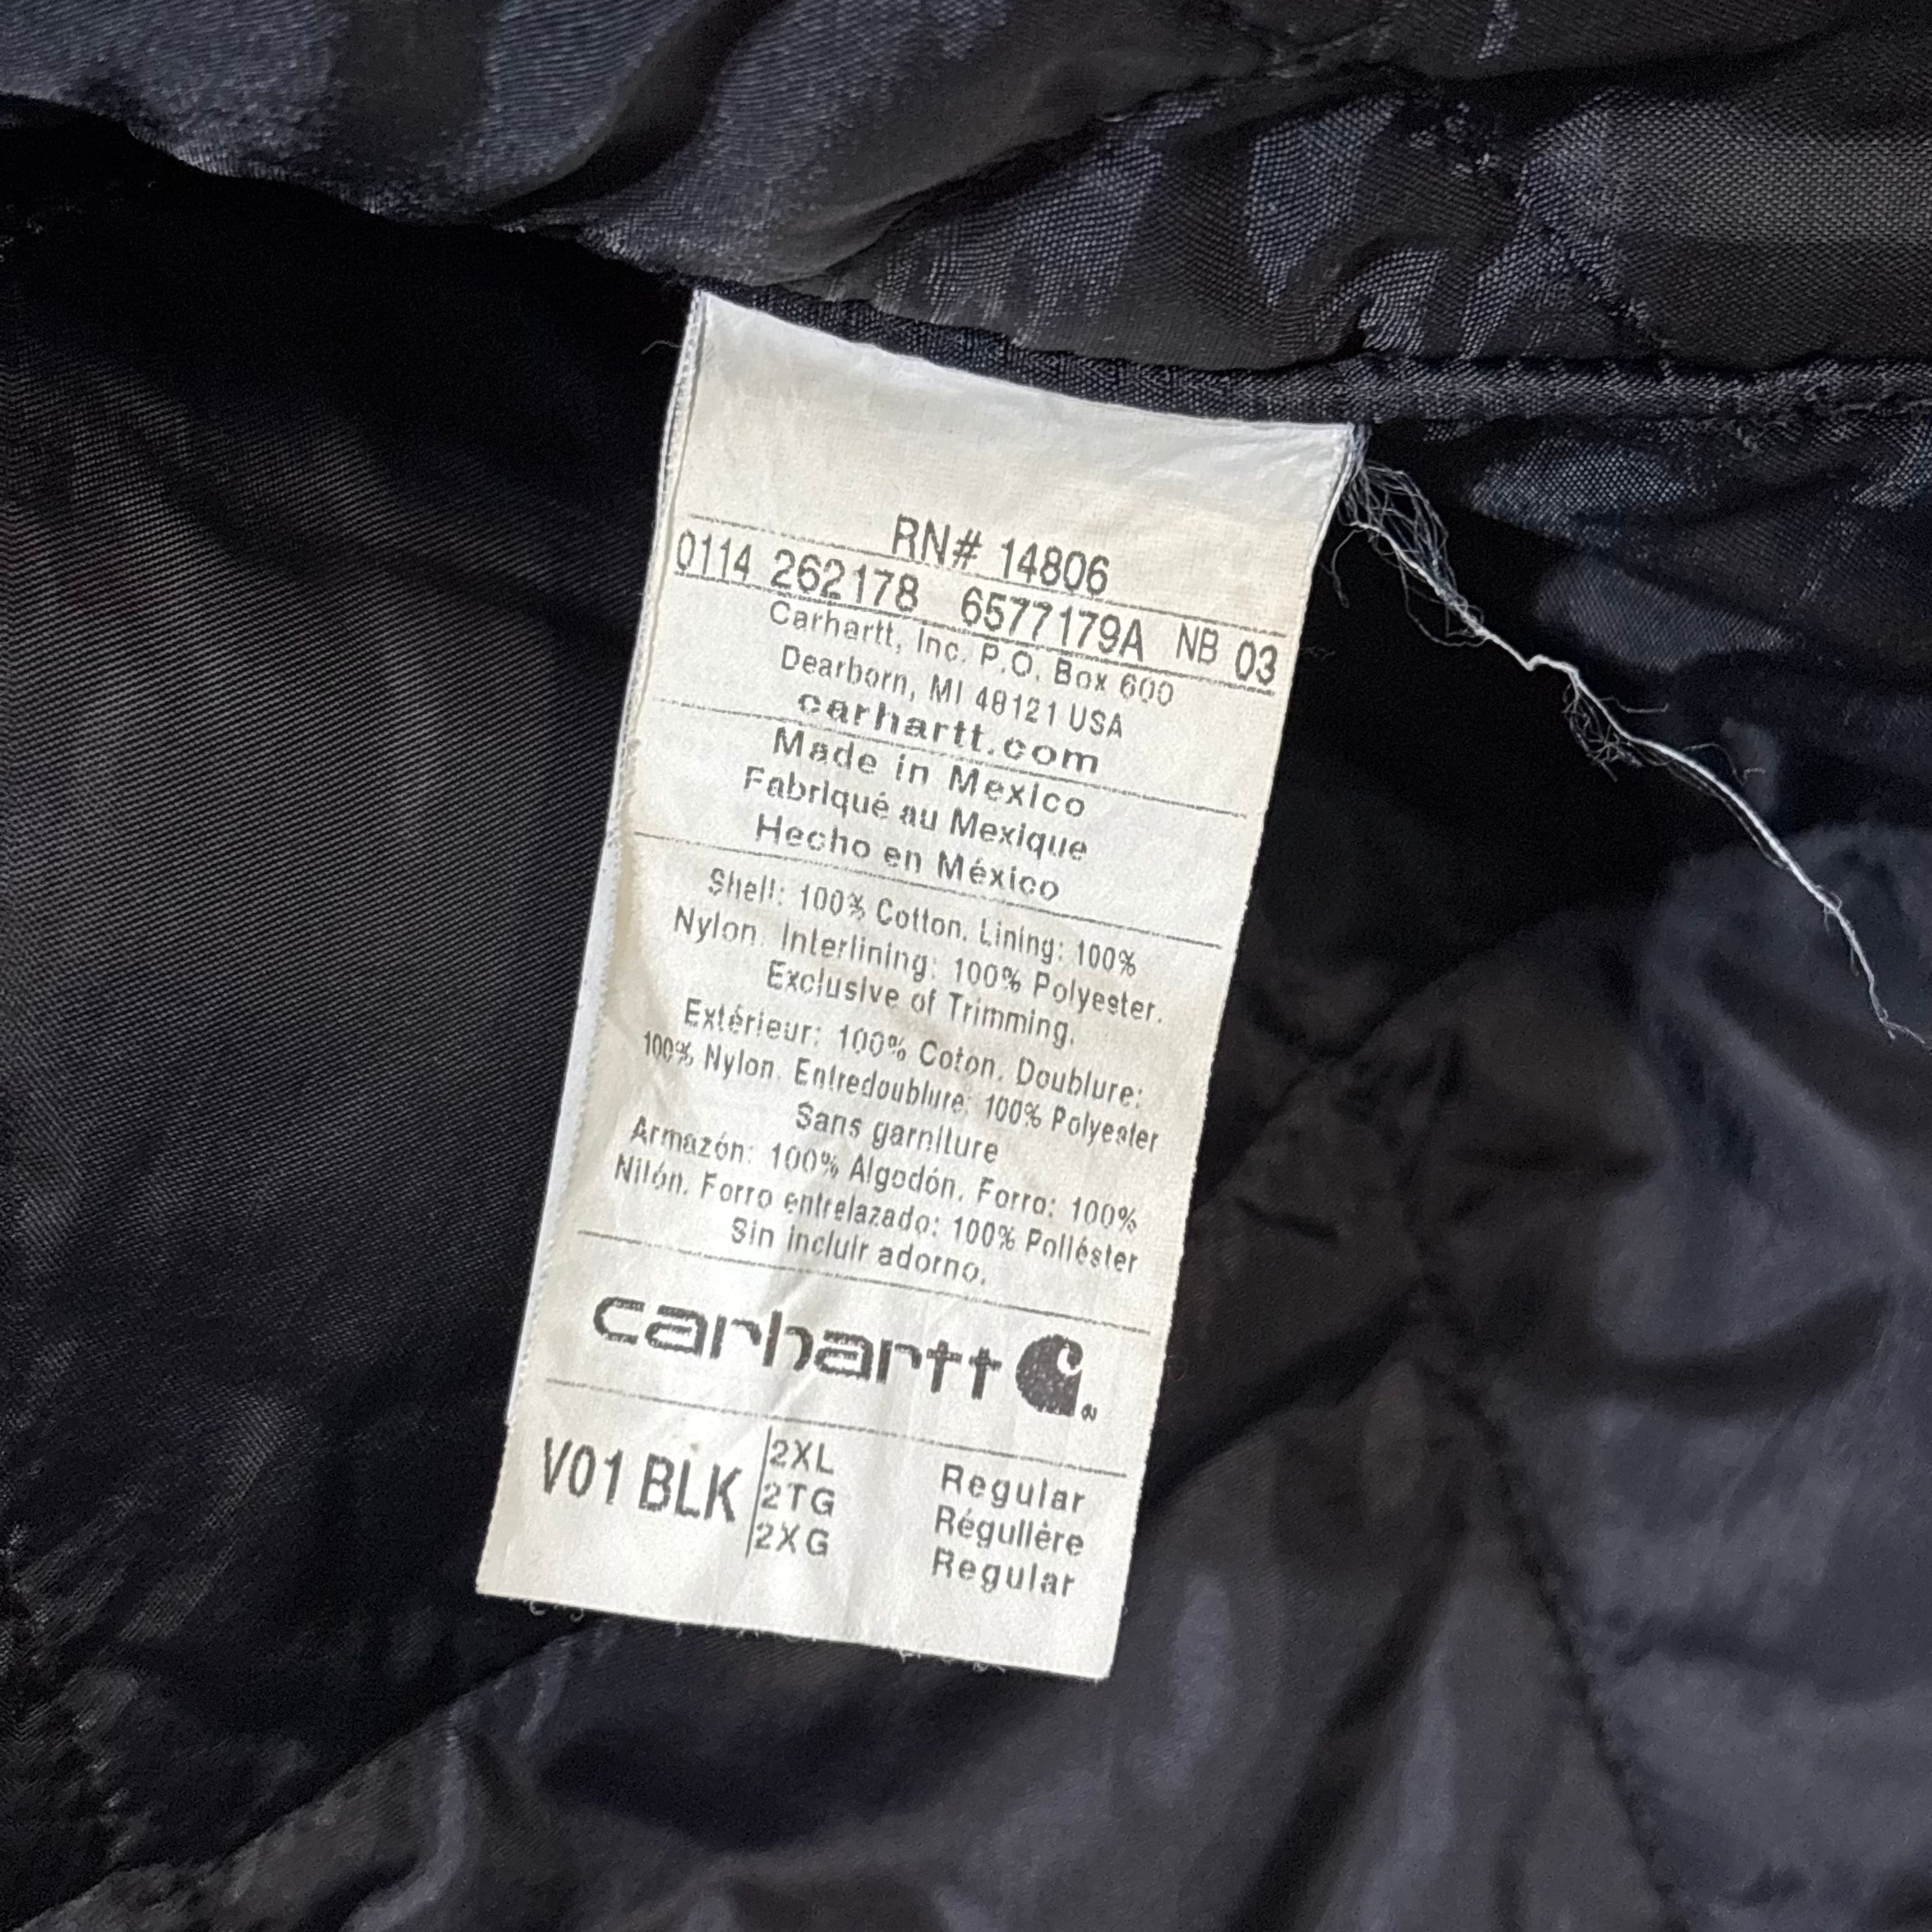 RN# 14806
0114 262178 6577179A NB 03
Carhartt, Inc. P.O. Box 600
Dearborn, MI 48121 USA
carhartt.com
Made in Mexico
Fabriqué au Mexique
Hecho en México
Shell: 100% Cotton. Lining: 100%
Nylon. Interlining: 100% Polyester.
Exclusive of Trimming.
Extérieur: 100% Coton. Doublure:
100% Nylon. Entredoublure: 100% Polyester
Sans garniture
Armazón: 100% Algodón. Forro: 100%
Nilón. Forro entrelazado: 100% Poliéster
Sin incluir adorno.
carhartt
V01 BLK 2XL Regular
2TG Régulière
2XG Regular